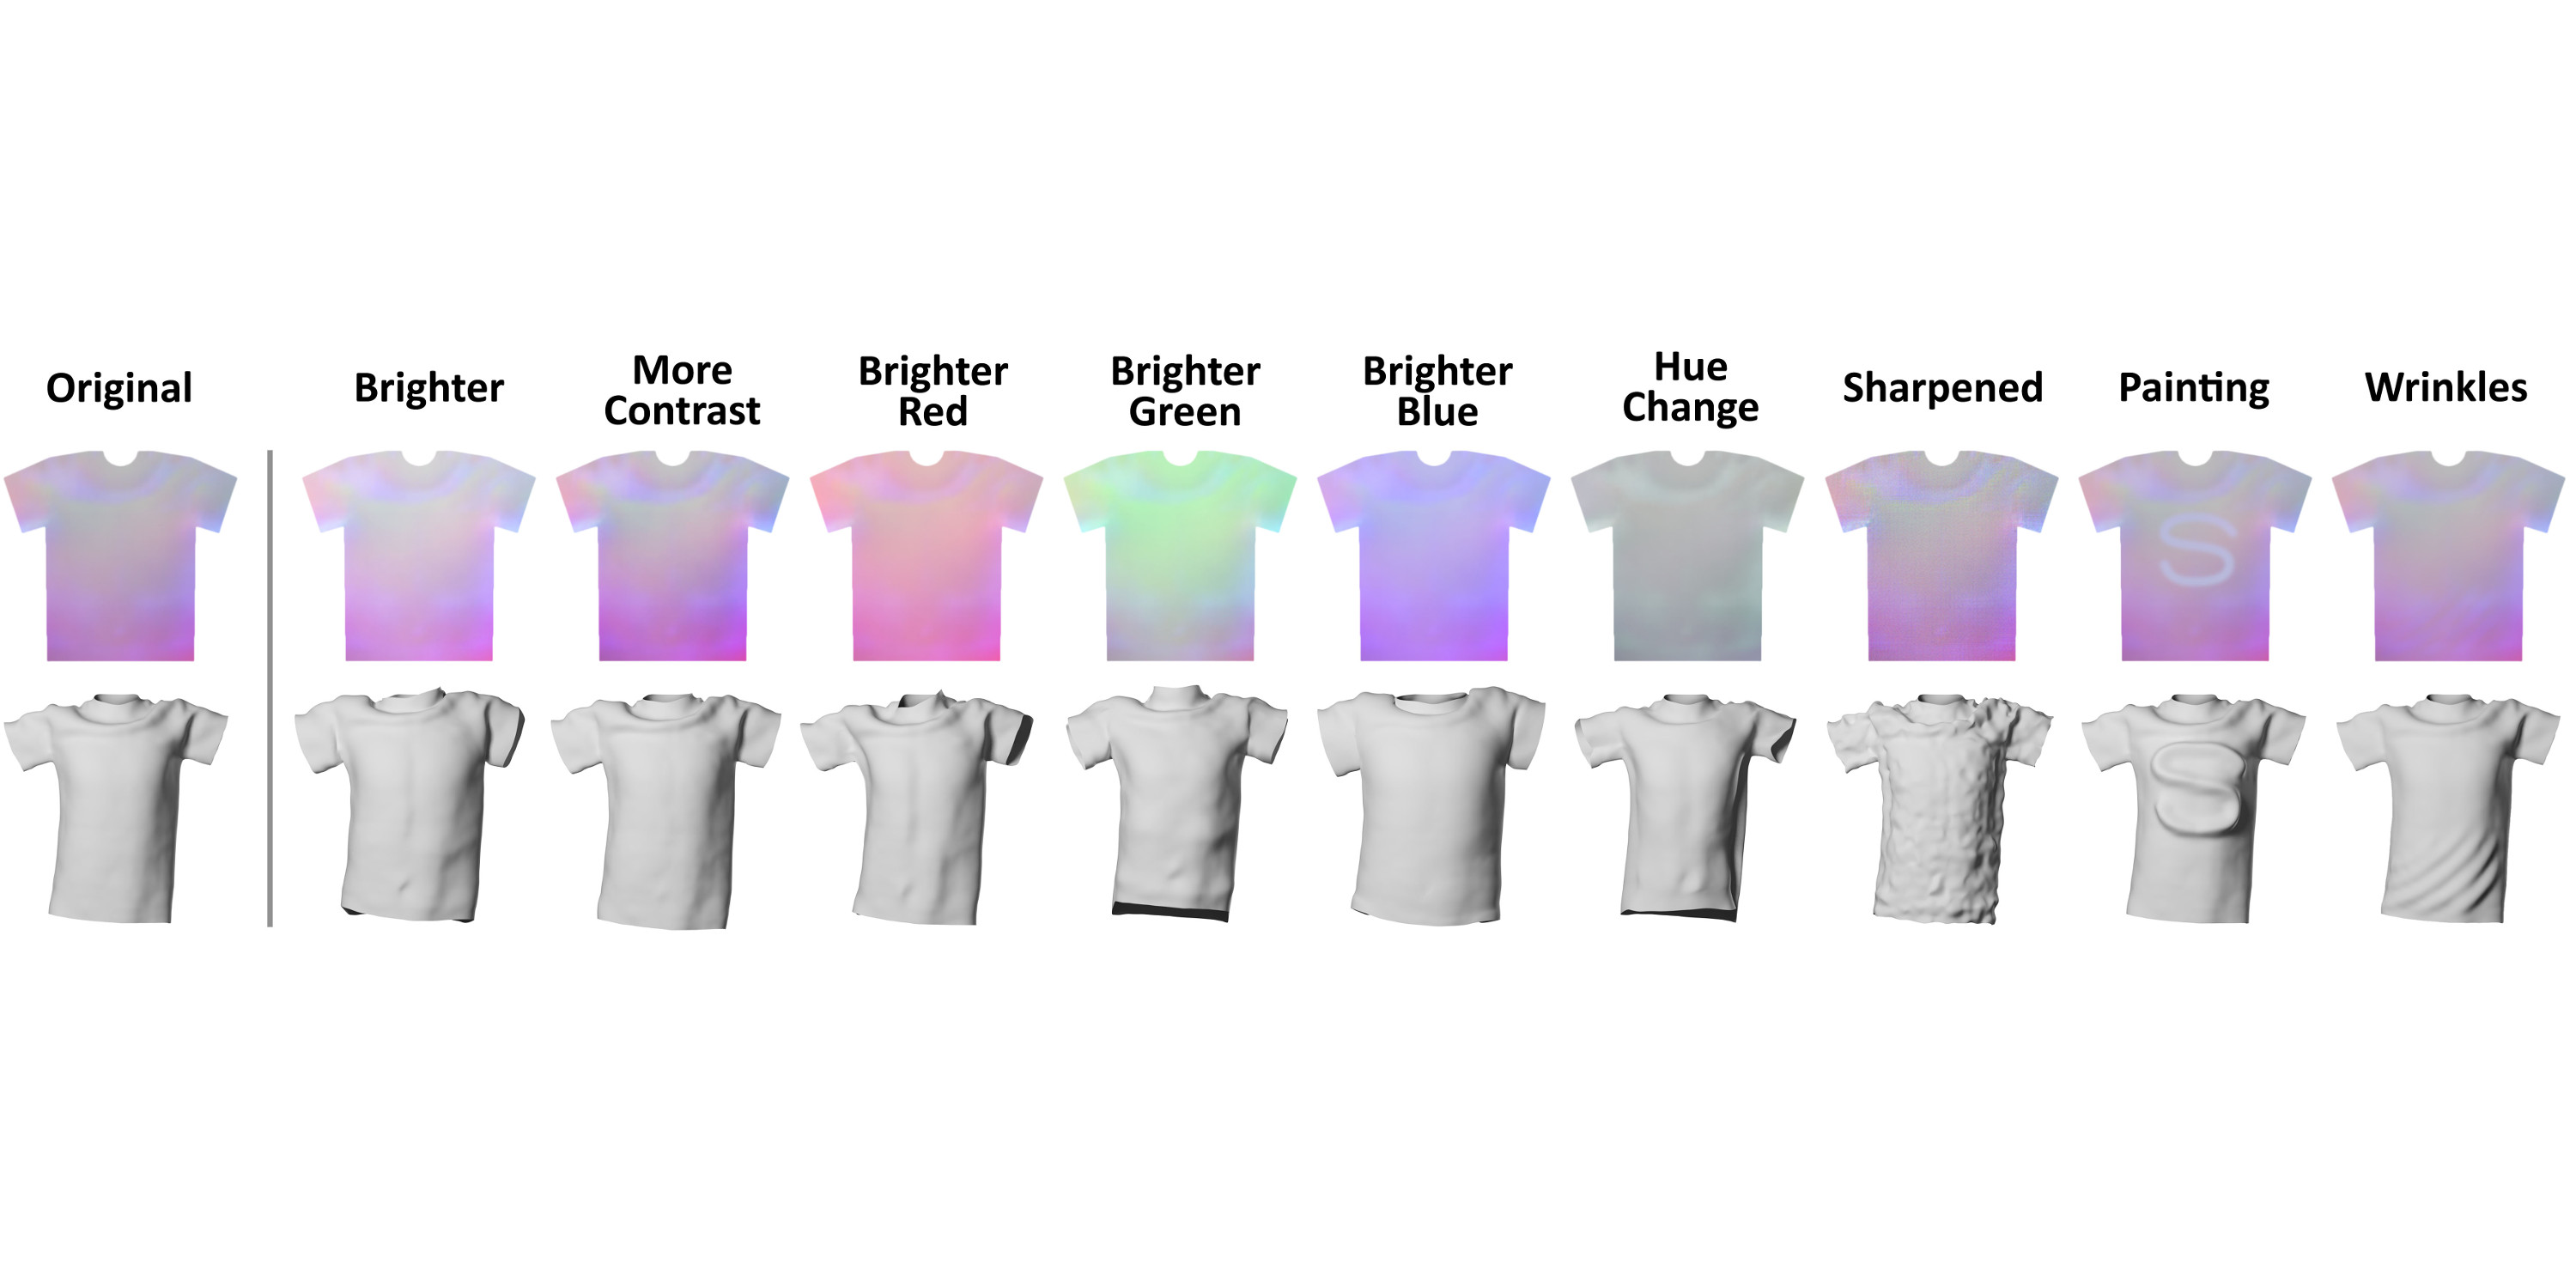 Original
Brighter
More
Contrast
Brighter
Red
Brighter
Green
Brighter
Blue
Hue
Change
Sharpened
Painting
Wrinkles
S
S